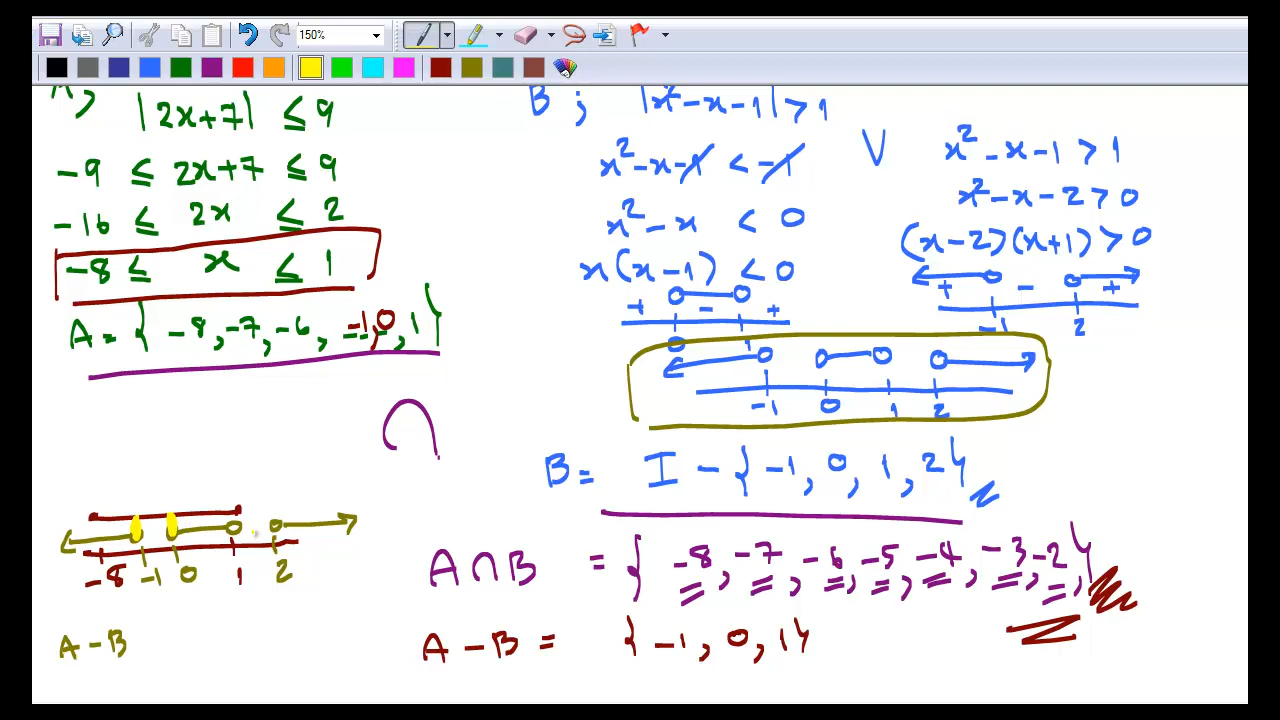 150%
A;
|2x+7| ≤ 9
-9 ≤ 2x+7 ≤ 9
-16 ≤ 2x ≤ 2
-8 ≤ x ≤ 1
A = { -8, -7, -6, -- -1, 0, 1 }
B ; |x² - x - 1| > 1
x² - x - 1 < -1
x² - x < 0
x(x-1) < 0
+ - +
0 1
V x² - x - 1 > 1
x² - x - 2 > 0
(x-2)(x+1) > 0
+ - +
-1 2
-1 0 1 2
∩
B = I - { -1, 0, 1, 2 }
-8 -1 0 1 2
A ∩ B = { -8, -7, -6, -5, -4, -3, -2, }
A - B
A - B = { -1, 0, 1 }